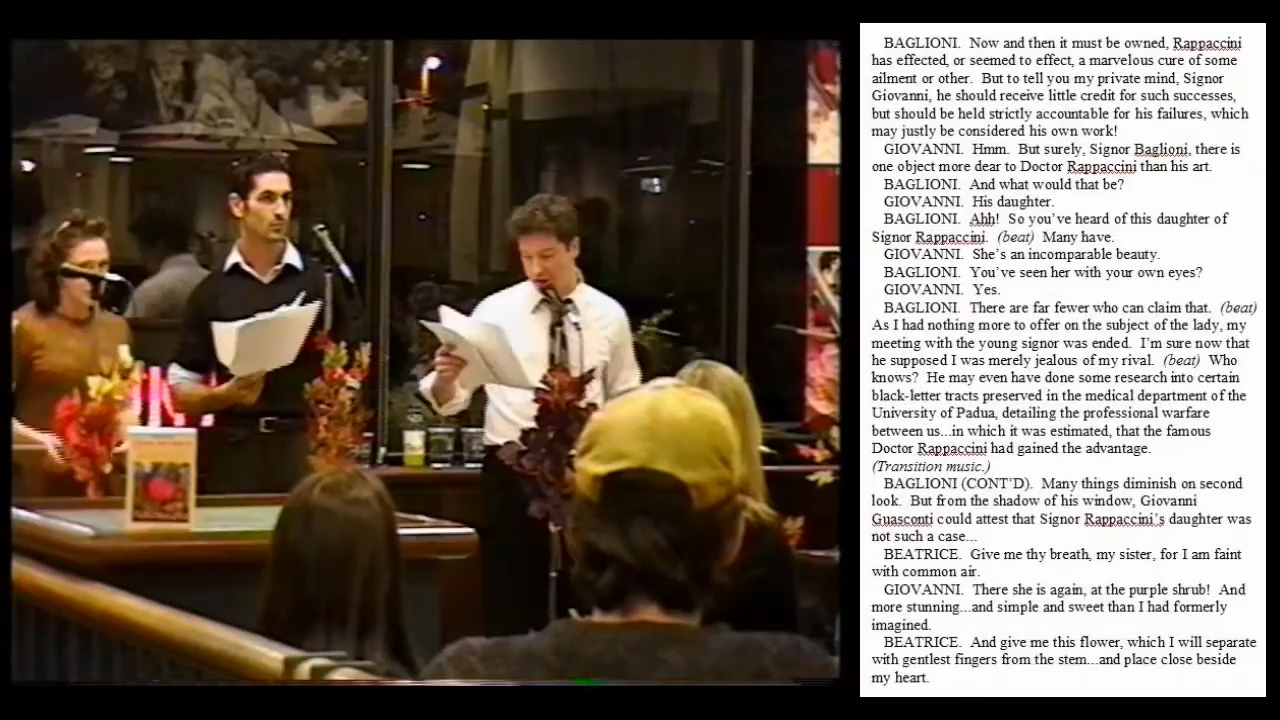 BAGLIONI. Now and then it must be owned, Rappaccini
has effected, or seemed to effect, a marvelous cure of some
ailment or other. But to tell you my private mind, Signor
Giovanni, he should receive little credit for such successes,
but should be held strictly accountable for his failures, which
may justly be considered his own work!
GIOVANNI. Hmm. But surely, Signor Baglioni, there is
one object more dear to Doctor Rappaccini than his art.
BAGLIONI. And what would that be?
GIOVANNI. His daughter.
BAGLIONI. Ahh! So you've heard of this daughter of
Signor Rappaccini. (beat) Many have.
GIOVANNI. She's an incomparable beauty.
BAGLIONI. You've seen her with your own eyes?
GIOVANNI. Yes.
BAGLIONI. There are far fewer who can claim that. (beat)
As I had nothing more to offer on the subject of the lady, my
meeting with the young signor was ended. I'm sure now that
he supposed I was merely jealous of my rival. (beat) Who
knows? He may even have done some research into certain
black-letter tracts preserved in the medical department of the
University of Padua, detailing the professional warfare
between us...in which it was estimated, that the famous
Doctor Rappaccini had gained the advantage.
(Transition music.)
BAGLIONI (CONT'D). Many things diminish on second
look. But from the shadow of his window, Giovanni
Guasconti could attest that Signor Rappaccini's daughter was
not such a case...
BEATRICE. Give me thy breath, my sister, for I am faint
with common air.
GIOVANNI. There she is again, at the purple shrub! And
more stunning...and simple and sweet than I had formerly
imagined.
BEATRICE. And give me this flower, which I will separate
with gentlest fingers from the stem...and place close beside
my heart.